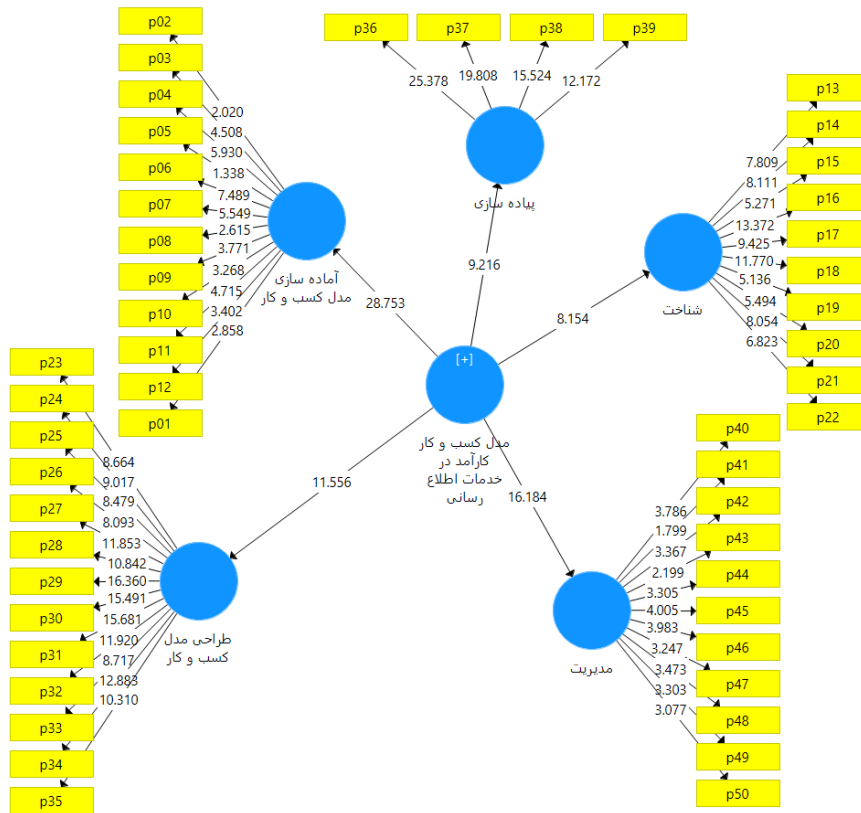 p36
p37
p38
p39
25.378
19.808
15.524
12.172
پیاده سازی
p02
p03
p04
p05
p06
p07
p08
p09
p10
p11
p12
p01
2.020
4.508
5.930
1.338
7.489
5.549
2.615
3.771
3.268
4.715
3.402
2.858
آماده سازی
مدل کسب و کار
p13
p14
p15
p16
p17
p18
p19
p20
p21
p22
7.809
8.111
5.271
13.372
9.425
11.770
5.136
5.494
8.054
6.823
شناخت
28.753
9.216
8.154
11.556
16.184
[+]
مدل کسب و کار
کارآمد در
خدمات اطلاع
رسانی
p23
p24
p25
p26
p27
p28
p29
p30
p31
p32
p33
p34
p35
8.664
9.017
8.479
8.093
11.853
10.842
16.360
15.491
15.681
11.920
8.717
12.883
10.310
طراحی مدل
کسب و کار
p40
p41
p42
p43
p44
p45
p46
p47
p48
p49
p50
3.786
1.799
3.367
2.199
3.305
4.005
3.983
3.247
3.473
3.303
3.077
مدیریت